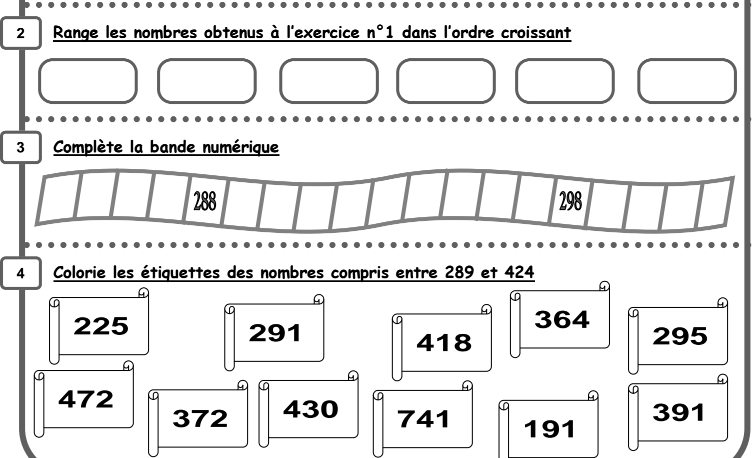 2 Range les nombres obtenus à l'exercice n°1 dans l'ordre croissant
3 Complète la bande numérique
288 298
4 Colorie les étiquettes des nombres compris entre 289 et 424
225 291 418 364 295
472 372 430 741 191 391